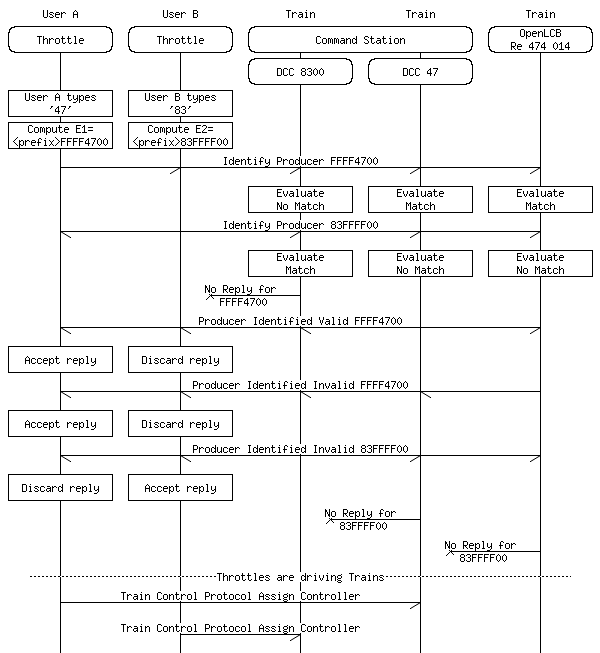 User A User B Train Train Train
Throttle Throttle Command Station OpenLCB
Re 474 014
DCC 8300 DCC 47
User A types User B types
'47' '83'
Compute E1= Compute E2=
<prefix>FFFF4700 <prefix>83FFFF00
Identify Producer FFFF4700
Evaluate Evaluate Evaluate
No Match Match Match
Identify Producer 83FFFF00
Evaluate Evaluate Evaluate
Match No Match No Match
No Reply for
FFFF4700
Producer Identified Valid FFFF4700
Accept reply Discard reply
Producer Identified Invalid FFFF4700
Accept reply Discard reply
Producer Identified Invalid 83FFFF00
Discard reply Accept reply
No Reply for
83FFFF00
No Reply for
83FFFF00
Throttles are driving Trains
Train Control Protocol Assign Controller
Train Control Protocol Assign Controller